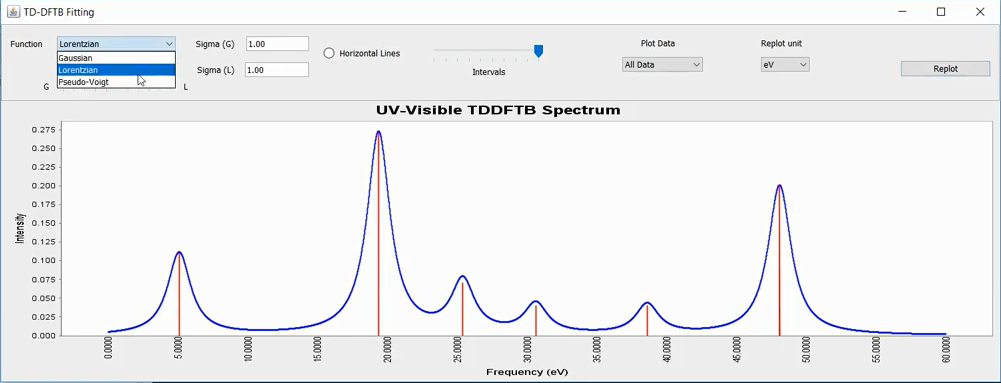 TD-DFTB Fitting
Function
Lorentzian
Gaussian
Lorentzian
Pseudo-Voigt
G
L
Sigma (G)
1.00
Sigma (L)
1.00
Horizontal Lines
Intervals
Plot Data
All Data
Replot unit
eV
Replot
UV-Visible TDDFTB Spectrum
Intensity
0.275
0.250
0.225
0.200
0.175
0.150
0.125
0.100
0.075
0.050
0.025
0.000
0.0000
5.0000
10.0000
15.0000
20.0000
25.0000
30.0000
35.0000
40.0000
45.0000
50.0000
55.0000
60.0000
Frequency (eV)